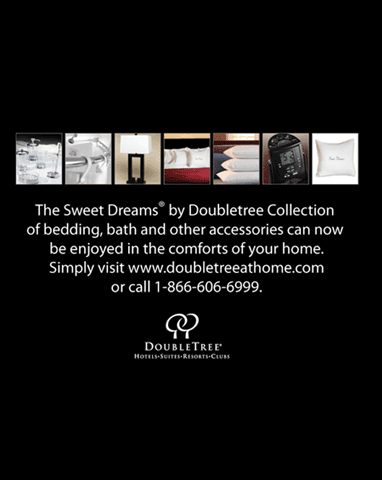 The Sweet Dreams® by Doubletree Collection
of bedding, bath and other accessories can now
be enjoyed in the comforts of your home.
Simply visit www.doubletreeathome.com
or call 1-866-606-6999.
DOUBLETREE®
HOTELS•SUITES•RESORTS•CLUBS